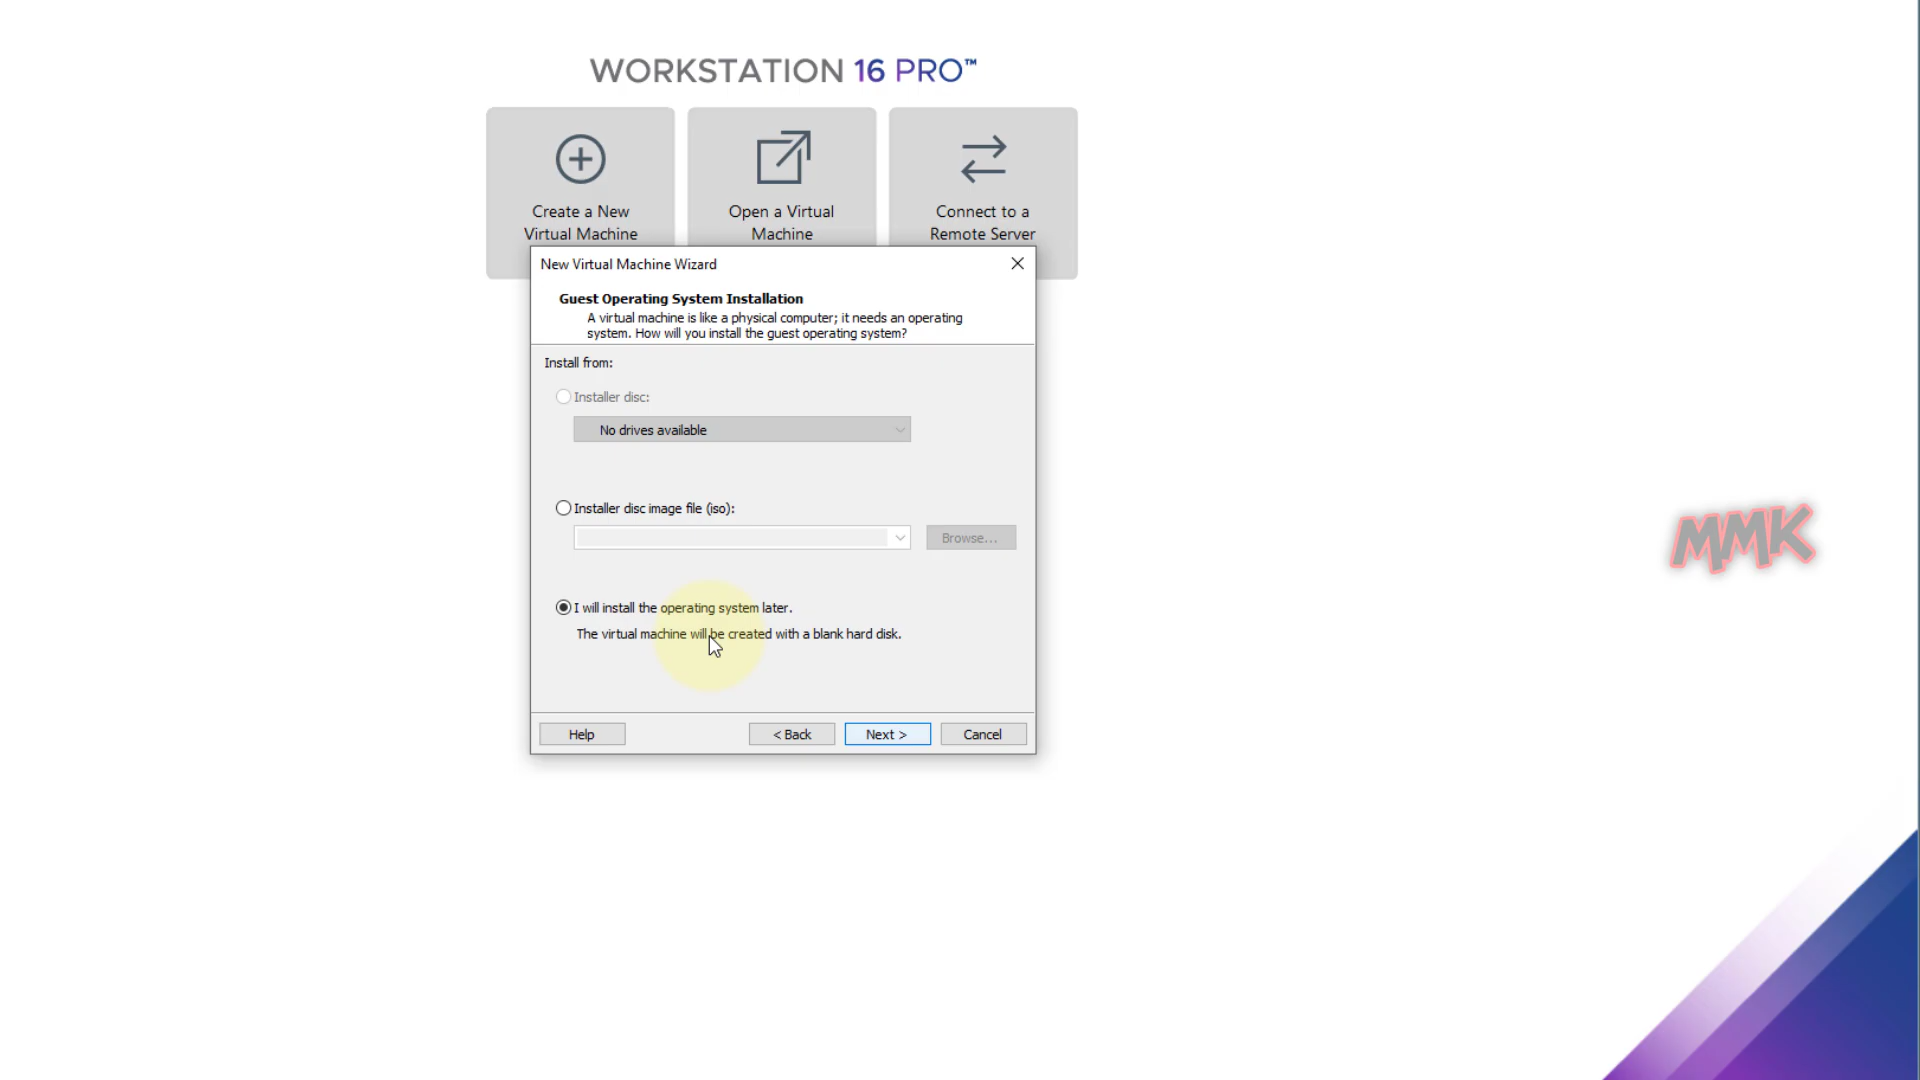 WORKSTATION 16 PRO™
Create a New
Virtual Machine
Open a Virtual
Machine
Connect to a
Remote Server
New Virtual Machine Wizard
Guest Operating System Installation
A virtual machine is like a physical computer; it needs an operating
system. How will you install the guest operating system?
Install from:
Installer disc:
No drives available
Installer disc image file (iso):
Browse...
I will install the operating system later.
The virtual machine will be created with a blank hard disk.
Help
< Back
Next >
Cancel
MMK